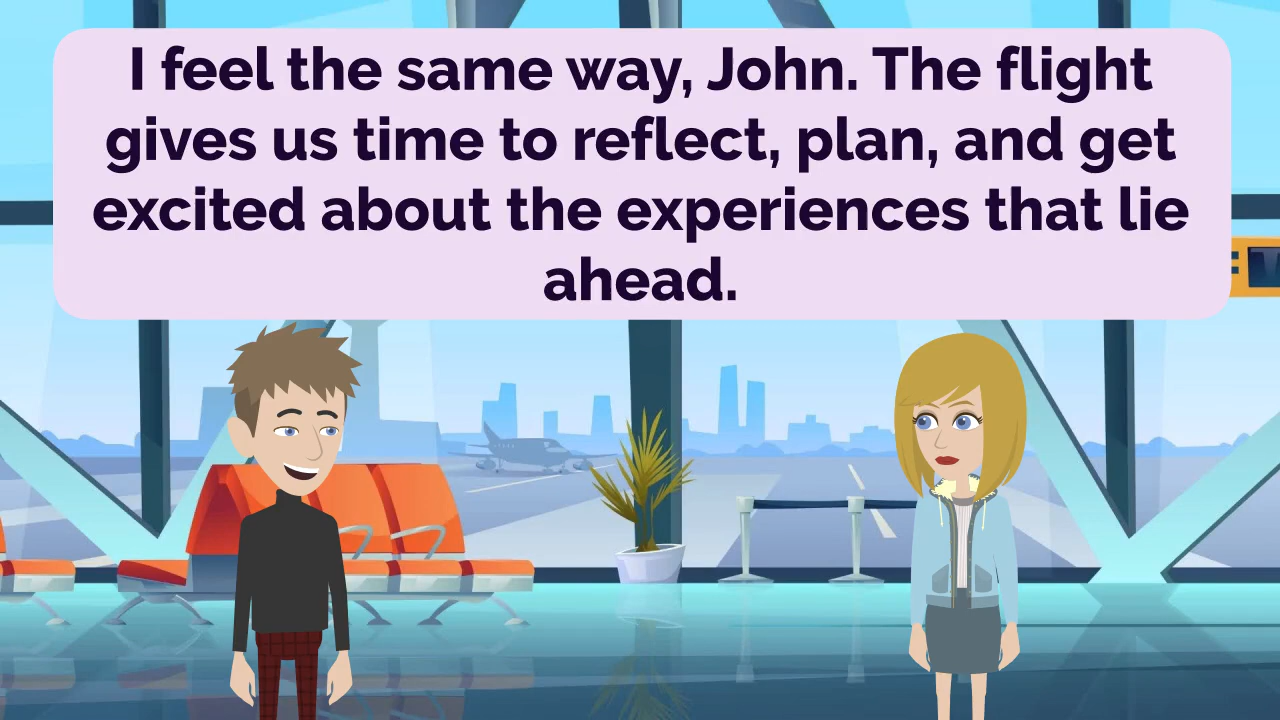 I feel the same way, John. The flight
gives us time to reflect, plan, and get
excited about the experiences that lie
ahead.